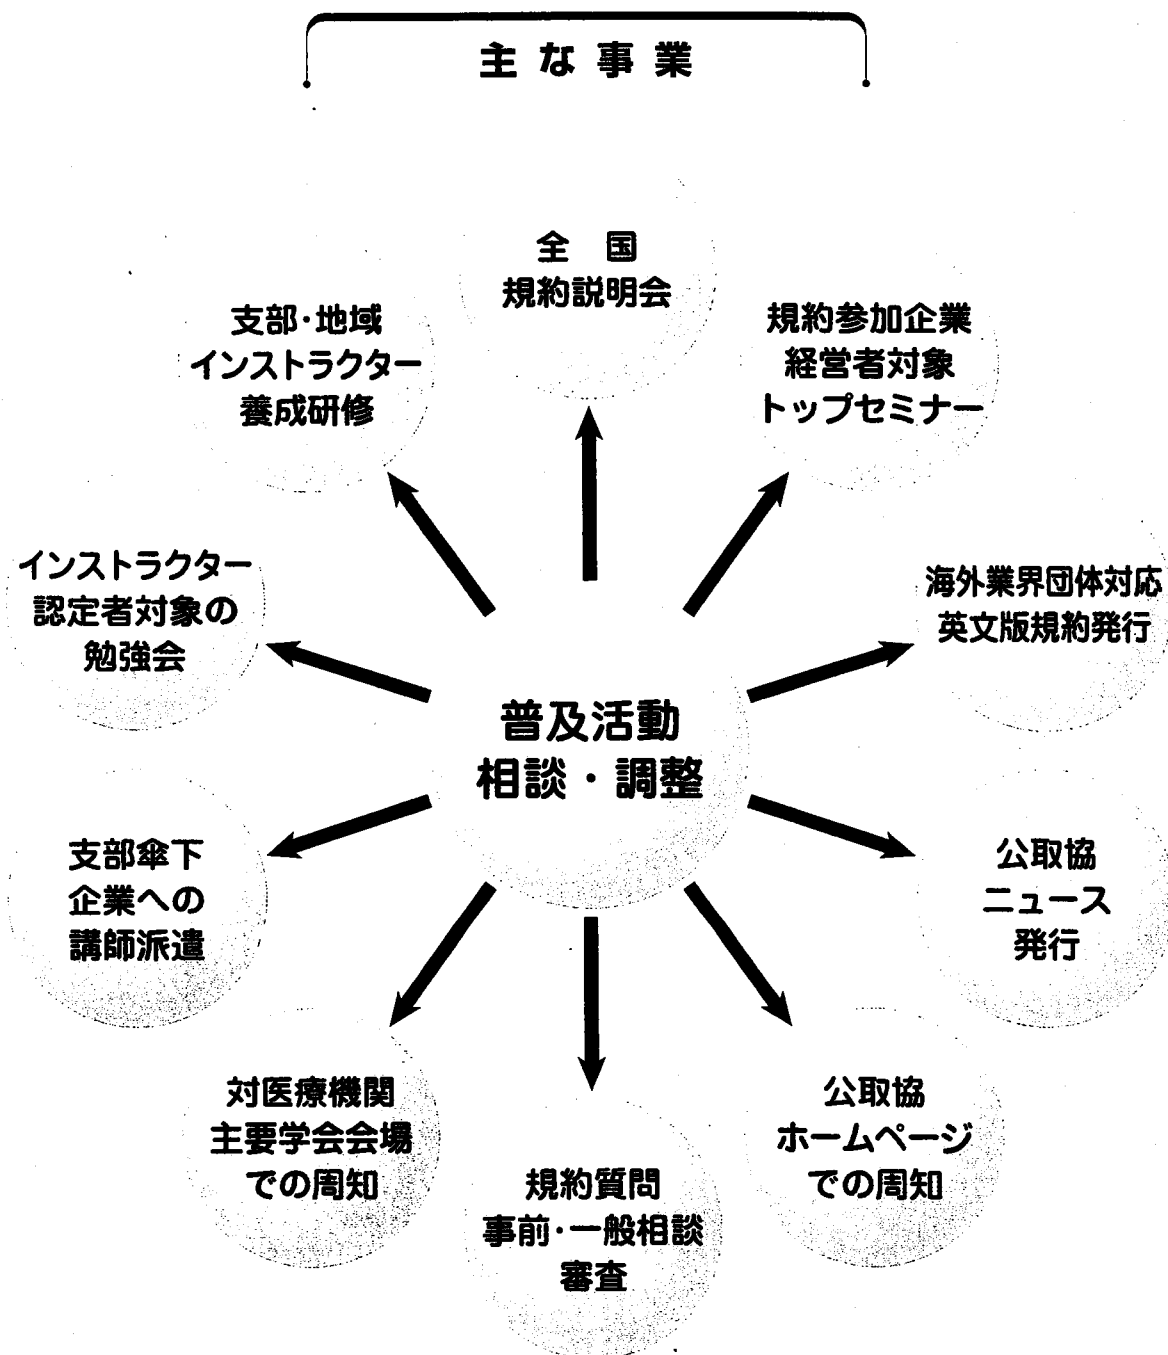 主な事業
全 国
規約説明会
規約参加企業
経営者対象
トップセミナー
海外業界団体対応
英文版規約発行
公取協
ニュース
発行
公取協
ホームページ
での周知
規約質問
事前・一般相談
審査
対医療機関
主要学会会場
での周知
支部傘下
企業への
講師派遣
インストラクター
認定者対象の
勉強会
支部・地域
インストラクター
養成研修
普及活動
相談・調整